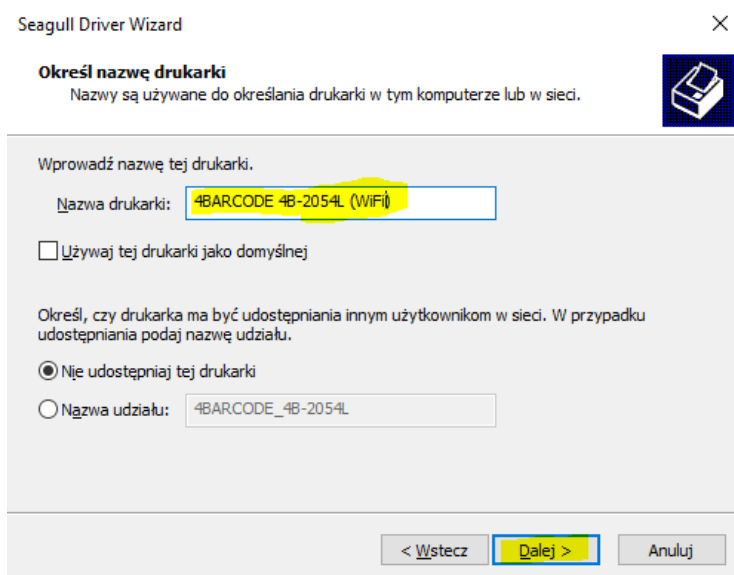 Seagull Driver Wizard
Określ nazwę drukarki
Nazwy są używane do określania drukarki w tym komputerze lub w sieci.
Wprowadź nazwę tej drukarki.
Nazwa drukarki: 4BARCODE 4B-2054L (WiFi)
Używaj tej drukarki jako domyślnej
Określ, czy drukarka ma być udostępniania innym użytkownikom w sieci. W przypadku
udostępniania podaj nazwę udziału.
Nie udostępniaj tej drukarki
Nazwa udziału: 4BARCODE_4B-2054L
< Wstecz Dalej > Anuluj